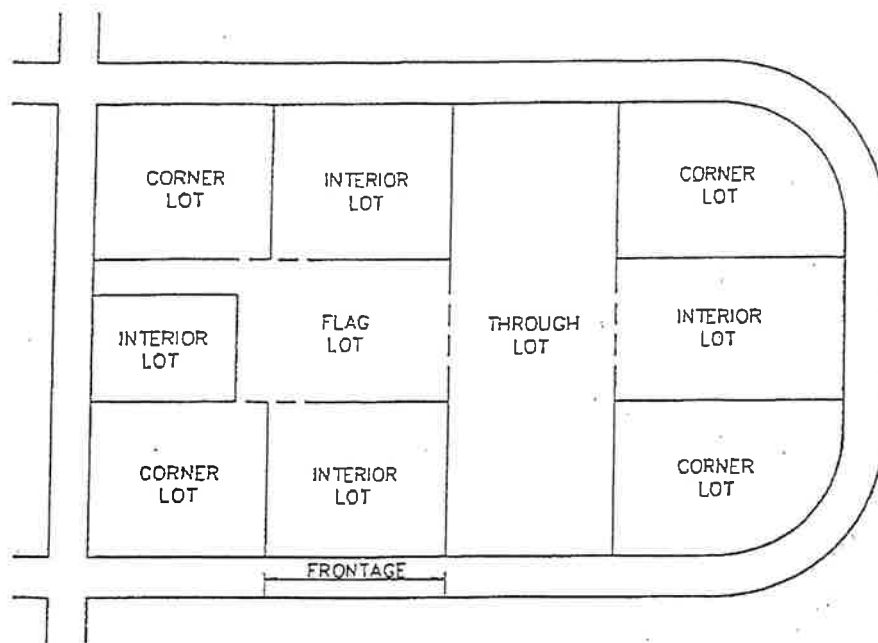 CORNER
LOT
INTERIOR
LOT
CORNER
LOT
INTERIOR
LOT
FLAG
LOT
THROUGH
LOT
INTERIOR
LOT
CORNER
LOT
INTERIOR
LOT
CORNER
LOT
FRONTAGE